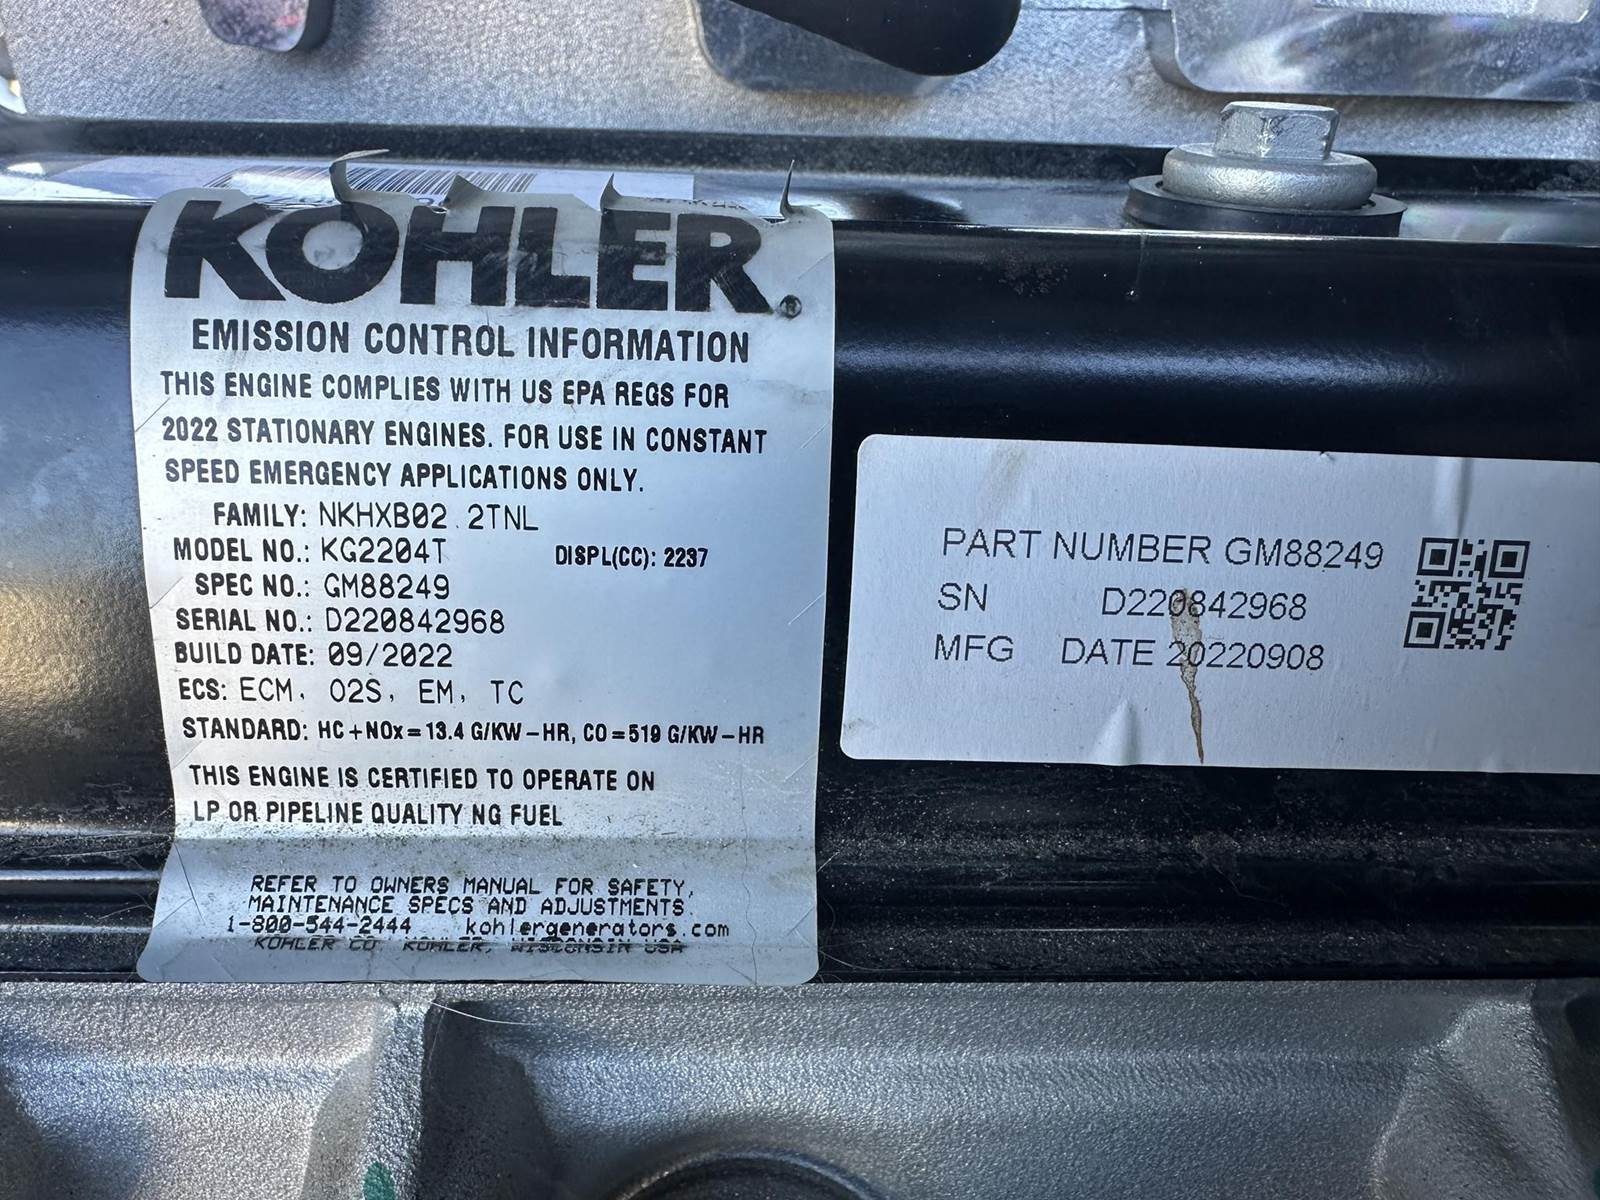 KOHLER®
EMISSION CONTROL INFORMATION
THIS ENGINE COMPLIES WITH US EPA REGS FOR
2022 STATIONARY ENGINES. FOR USE IN CONSTANT
SPEED EMERGENCY APPLICATIONS ONLY.
FAMILY: NKHXB02.2TNL
MODEL NO.: KG2204T DISPL(CC): 2237
SPEC NO.: GM88249
SERIAL NO.: D220842968
BUILD DATE: 09/2022
ECS: ECM, O2S, EM, TC
STANDARD: HC+NOx=13.4 G/KW-HR, CO=519 G/KW-HR
THIS ENGINE IS CERTIFIED TO OPERATE ON
LP OR PIPELINE QUALITY NG FUEL
REFER TO OWNERS MANUAL FOR SAFETY,
MAINTENANCE SPECS AND ADJUSTMENTS
1-800-544-2444 kohlergenerators.com
KOHLER CO. KOHLER, WISCONSIN USA
PART NUMBER GM88249
SN D220842968
MFG DATE 20220908